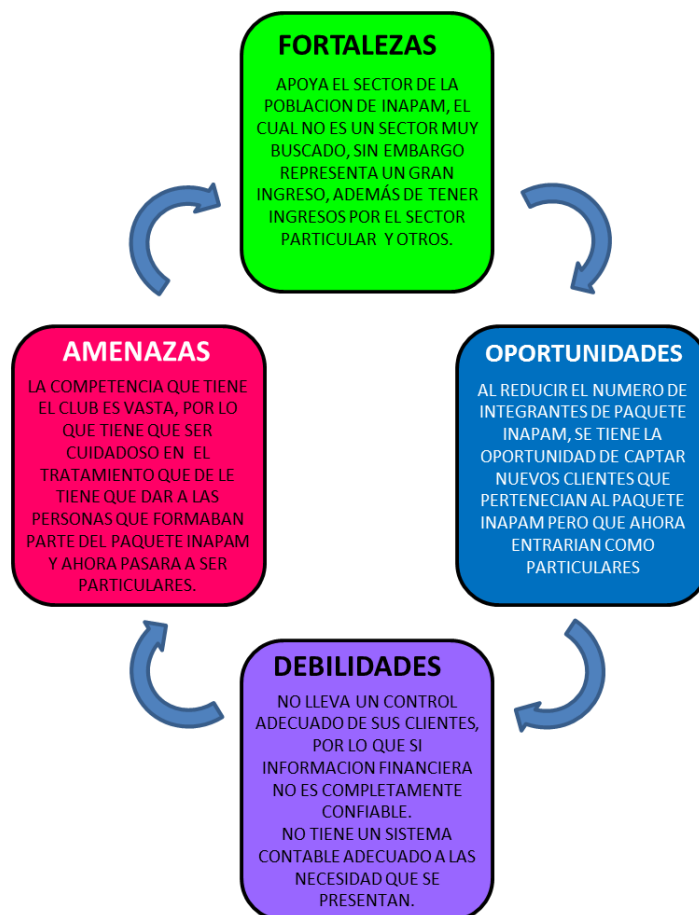 FORTALEZAS
APOYA EL SECTOR DE LA
POBLACION DE INAPAM, EL
CUAL NO ES UN SECTOR MUY
BUSCADO, SIN EMBARGO
REPRESENTA UN GRAN
INGRESO, ADEMÁS DE TENER
INGRESOS POR EL SECTOR
PARTICULAR Y OTROS.
AMENAZAS
LA COMPETENCIA QUE TIENE
EL CLUB ES VASTA, POR LO
QUE TIENE QUE SER
CUIDADOSO EN EL
TRATAMIENTO QUE DE LE
TIENE QUE DAR A LAS
PERSONAS QUE FORMABAN
PARTE DEL PAQUETE INAPAM
Y AHORA PASARA A SER
PARTICULARES.
OPORTUNIDADES
AL REDUCIR EL NUMERO DE
INTEGRANTES DE PAQUETE
INAPAM, SE TIENE LA
OPORTUNIDAD DE CAPTAR
NUEVOS CLIENTES QUE
PERTENECIAN AL PAQUETE
INAPAM PERO QUE AHORA
ENTRARIAN COMO
PARTICULARES
DEBILIDADES
NO LLEVA UN CONTROL
ADECUADO DE SUS CLIENTES,
POR LO QUE SI
INFORMACION FINANCIERA
NO ES COMPLETAMENTE
CONFIABLE.
NO TIENE UN SISTEMA
CONTABLE ADECUADO A LAS
NECESIDAD QUE SE
PRESENTAN.